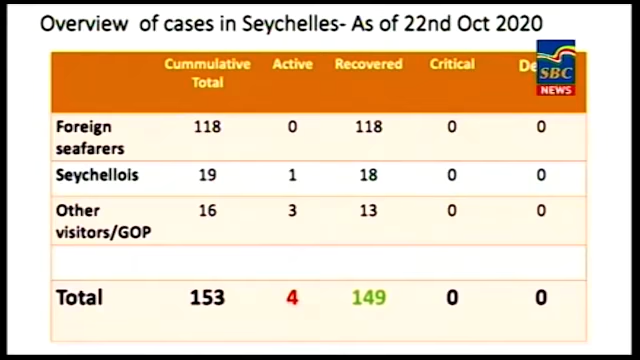 Overview of cases in Seychelles- As of 22nd Oct 2020
Cummulative Active Recovered Critical
Total
SBC
NEWS
Foreign 118 0 118 0 0
seafarers
Seychellois 19 1 18 0 0
Other 16 3 13 0 0
visitors/GOP
Total 153 4 149 0 0